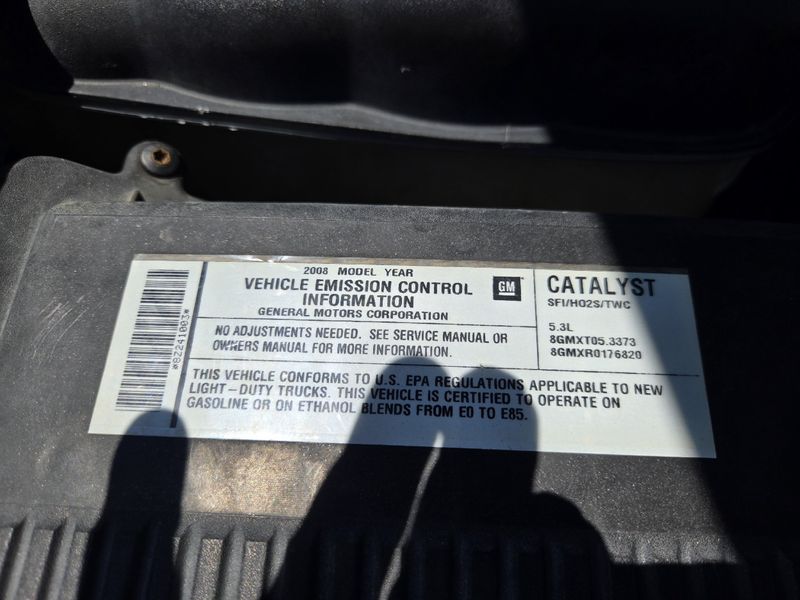 2008 MODEL YEAR
VEHICLE EMISSION CONTROL
INFORMATION
GENERAL MOTORS CORPORATION
GM
NO ADJUSTMENTS NEEDED. SEE SERVICE MANUAL OR
OWNERS MANUAL FOR MORE INFORMATION.
THIS VEHICLE CONFORMS TO U.S. EPA REGULATIONS APPLICABLE TO NEW
LIGHT-DUTY TRUCKS. THIS VEHICLE IS CERTIFIED TO OPERATE ON
GASOLINE OR ON ETHANOL BLENDS FROM E0 TO E85.
CATALYST
SFI/HO2S/TWC
5.3L
8GMXT05.3373
8GMXR0176820
*8Z241003*